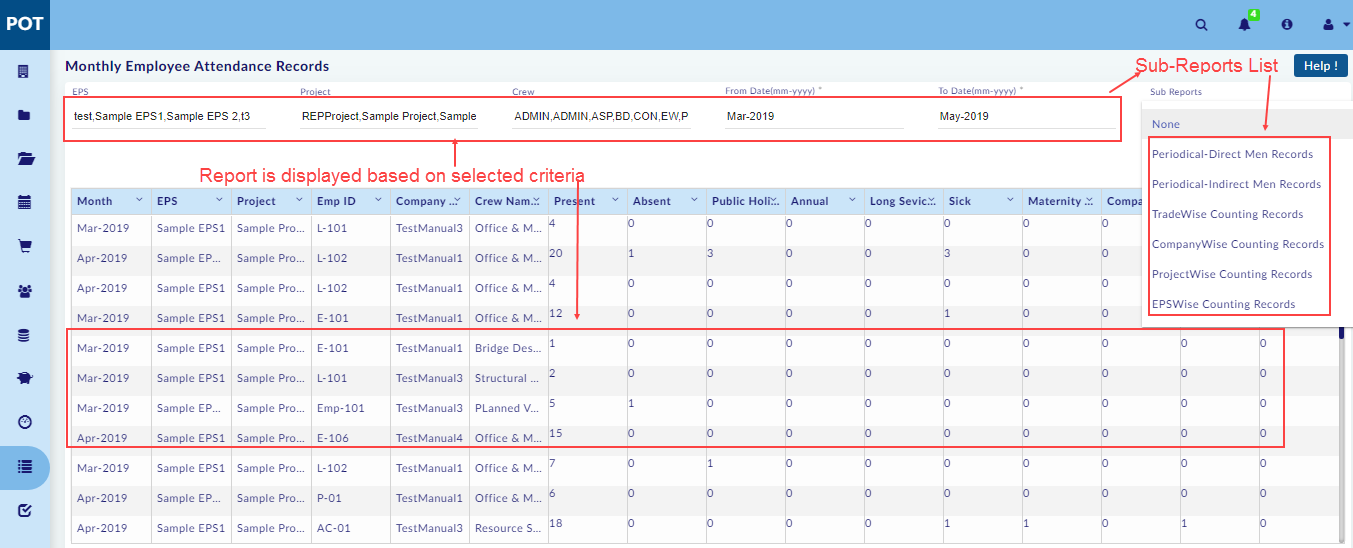 POT
4
Monthly Employee Attendance Records
Sub-Reports List
Help !
EPS Project Crew From Date(mm-yyyy) * To Date(mm-yyyy) * Sub Reports
test,Sample EPS1,Sample EPS 2,t3 REPProject,Sample Project,Sample ADMIN,ADMIN,ASP,BD,CON,EW,P Mar-2019 May-2019
None
Periodical-Direct Men Records
Periodical-Indirect Men Records
TradeWise Counting Records
CompanyWise Counting Records
ProjectWise Counting Records
EPSWise Counting Records
Report is displayed based on selected criteria
Month EPS Project Emp ID Company ... Crew Nam... Present Absent Public Holi... Annual Long Sevic... Sick Maternity ... Compa
Mar-2019 Sample EPS1 Sample Pro... L-101 TestManual3 Office & M... 4 0 0 0 0 0 0 0
Apr-2019 Sample EP... Sample Pro... L-102 TestManual1 Office & M... 20 1 3 0 0 3 0 0
Apr-2019 Sample EPS1 Sample Pro... L-102 TestManual1 Office & M... 4 0 0 0 0 0 0 0
Mar-2019 Sample EPS1 Sample Pro... E-101 TestManual1 Office & M... 12 0 0 0 0 1 0 0
Mar-2019 Sample EPS1 Sample Pro... E-101 TestManual1 Bridge Des... 1 0 0 0 0 0 0 0 0 0
Mar-2019 Sample EPS1 Sample Pro... L-101 TestManual3 Structural ... 2 0 0 0 0 0 0 0 0 0
Mar-2019 Sample EP... Sample Pro... Emp-101 TestManual3 PLanned V... 5 1 0 0 0 0 0 0 0 0
Apr-2019 Sample EPS1 Sample Pro... E-106 TestManual4 Office & M... 15 0 0 0 0 0 0 0 0 0
Mar-2019 Sample EPS1 Sample Pro... L-102 TestManual1 Office & M... 7 0 1 0 0 0 0 0 0 0
Apr-2019 Sample EP... Sample Pro... P-01 TestManual1 Office & M... 6 0 0 0 0 0 0 0 0 0
Apr-2019 Sample EPS1 Sample Pro... AC-01 TestManual3 Resource S... 18 0 0 0 0 1 1 0 1 0